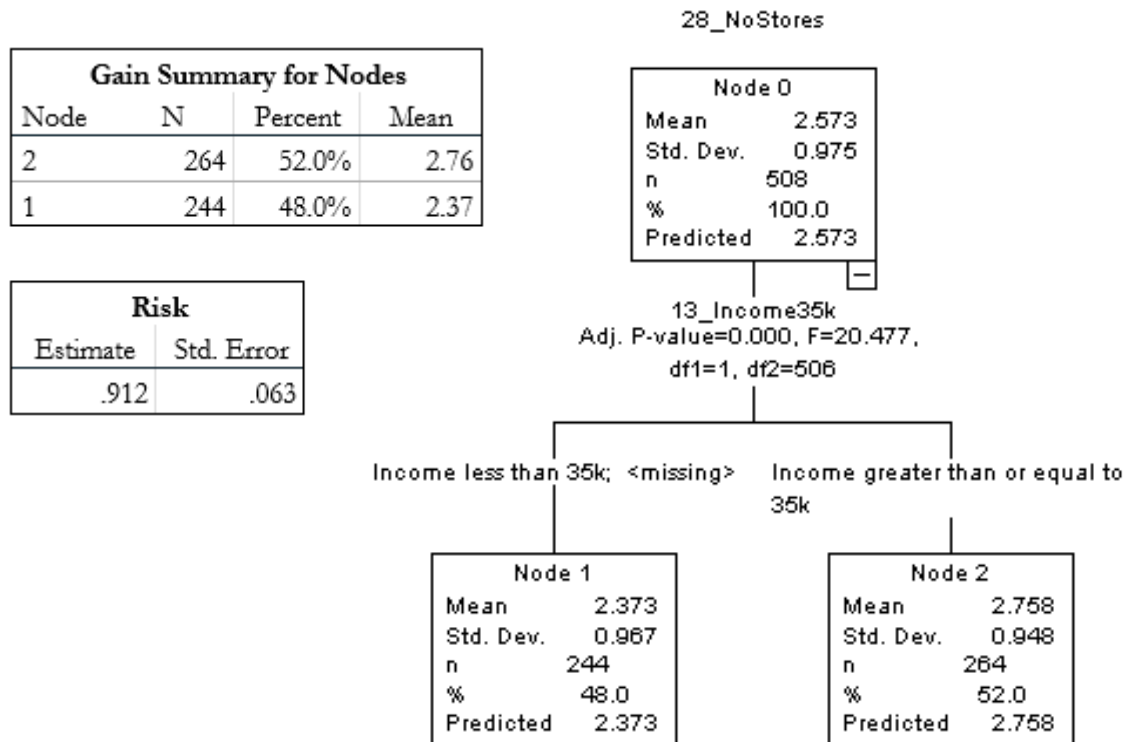 28_NoStores
Gain Summary for Nodes
Node N Percent Mean
2 264 52.0% 2.76
1 244 48.0% 2.37
Risk
Estimate Std. Error
.912 .063
Node 0
Mean 2.573
Std. Dev. 0.975
n 508
% 100.0
Predicted 2.573
13_Income35k
Adj. P-value=0.000, F=20.477,
df1=1, df2=506
Income less than 35k; <missing>
Income greater than or equal to
35k
Node 1
Mean 2.373
Std. Dev. 0.967
n 244
% 48.0
Predicted 2.373
Node 2
Mean 2.758
Std. Dev. 0.948
n 264
% 52.0
Predicted 2.758